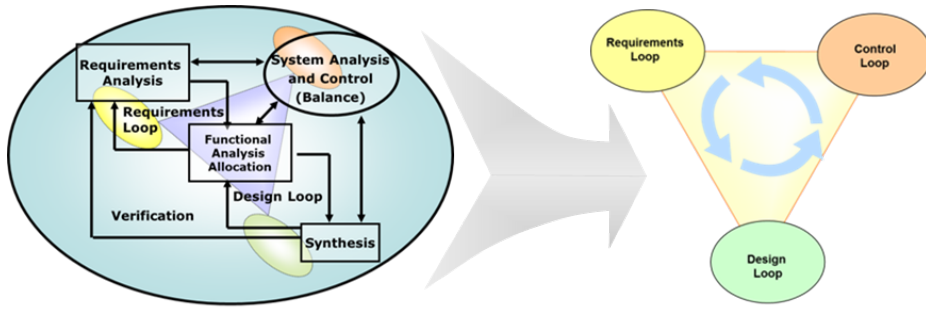 Requirements
Analysis
System Analysis
and Control
(Balance)
Requirements
Loop
Functional
Analysis
Allocation
Design Loop
Verification
Synthesis
Requirements
Loop
Control
Loop
Design
Loop